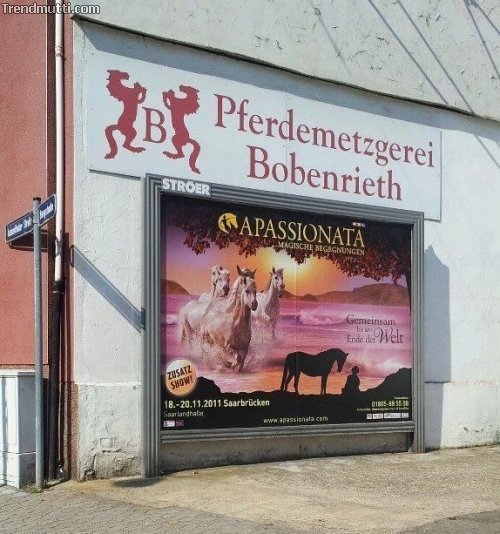 Trendmutti.com
B
Pferdemetzgerei
Bobenrieth
STRÖER
APASSIONATA
MAGISCHE BEGEGNUNGEN
Gemeinsam
bis ans
Ende der Welt
ZUSATZ
SHOW!
18.-20.11.2011 Saarbrücken
Saarlandhalle
www.apassionata.com